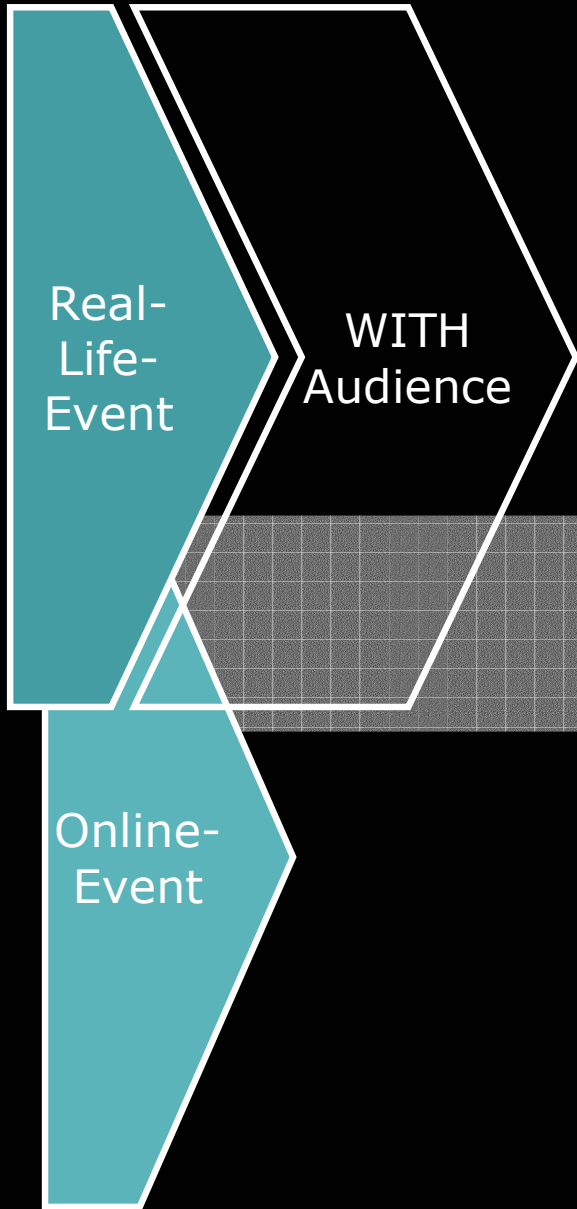 Real-
Life-
Event
WITH
Audience
Online-
Event